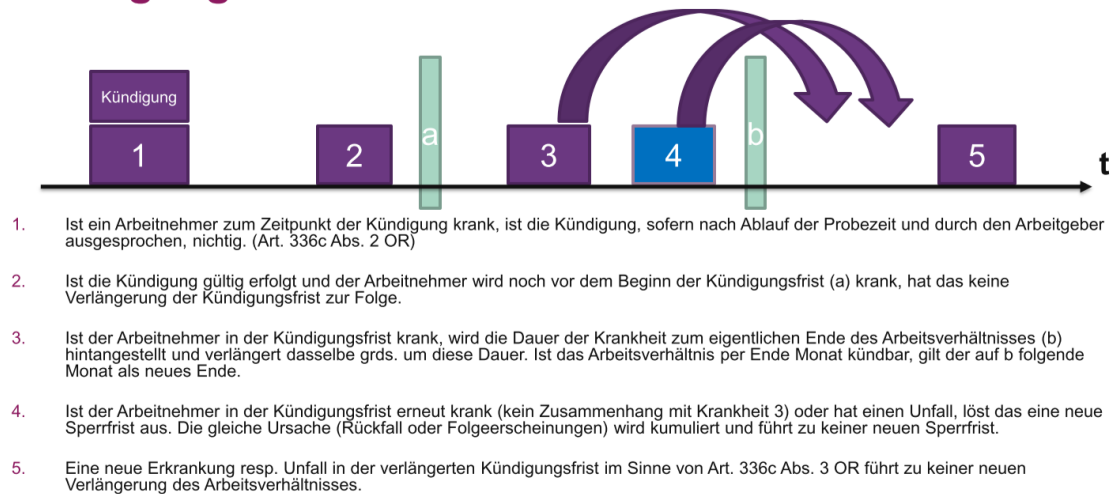 Kündigung
1
2
a
3
4
b
5
t
1. Ist ein Arbeitnehmer zum Zeitpunkt der Kündigung krank, ist die Kündigung, sofern nach Ablauf der Probezeit und durch den Arbeitgeber
ausgesprochen, nichtig. (Art. 336c Abs. 2 OR)
2. Ist die Kündigung gültig erfolgt und der Arbeitnehmer wird noch vor dem Beginn der Kündigungsfrist (a) krank, hat das keine
Verlängerung der Kündigungsfrist zur Folge.
3. Ist der Arbeitnehmer in der Kündigungsfrist krank, wird die Dauer der Krankheit zum eigentlichen Ende des Arbeitsverhältnisses (b)
hintangestellt und verlängert dasselbe grds. um diese Dauer. Ist das Arbeitsverhältnis per Ende Monat kündbar, gilt der auf b folgende
Monat als neues Ende.
4. Ist der Arbeitnehmer in der Kündigungsfrist erneut krank (kein Zusammenhang mit Krankheit 3) oder hat einen Unfall, löst das eine neue
Sperrfrist aus. Die gleiche Ursache (Rückfall oder Folgeerscheinungen) wird kumuliert und führt zu keiner neuen Sperrfrist.
5. Eine neue Erkrankung resp. Unfall in der verlängerten Kündigungsfrist im Sinne von Art. 336c Abs. 3 OR führt zu keiner neuen
Verlängerung des Arbeitsverhältnisses.